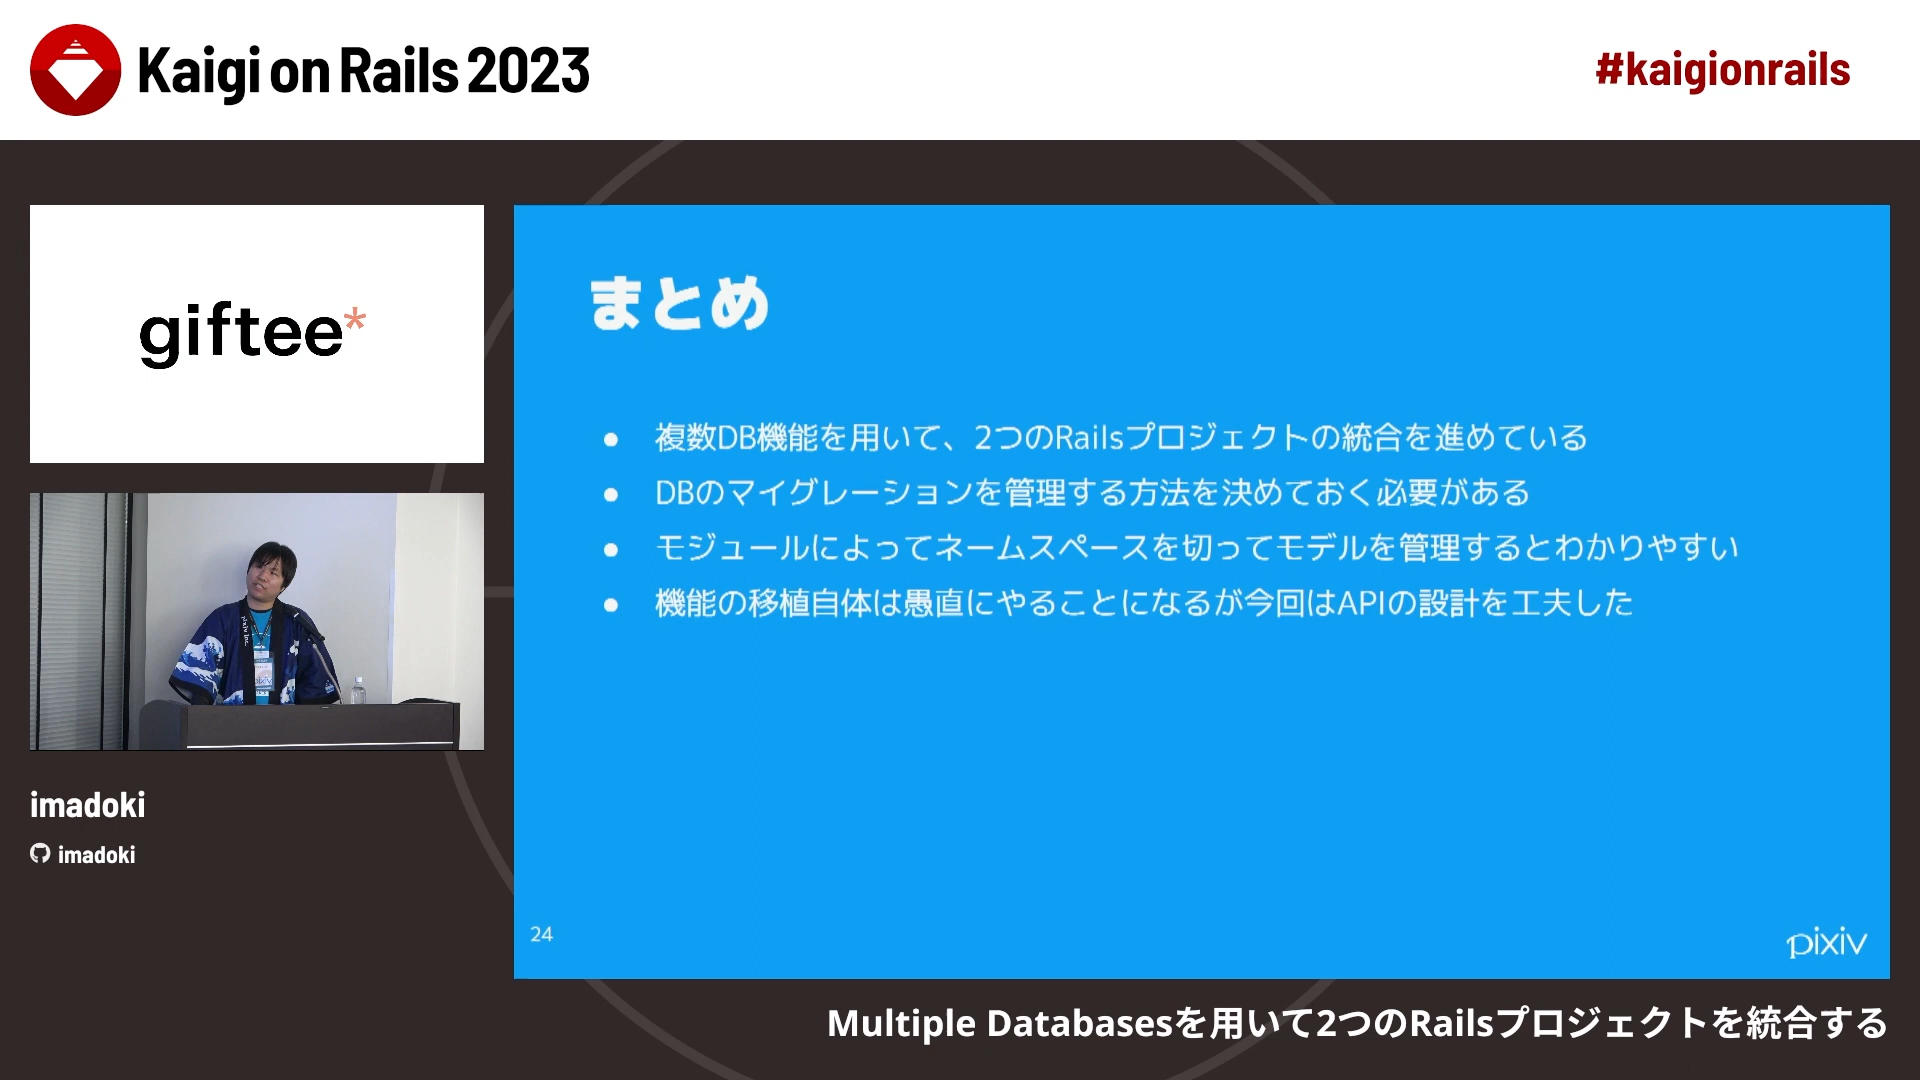 Kaigi on Rails 2023
#kaigionrails
giftee*
まとめ
● 複数DB機能を用いて、2つのRailsプロジェクトの統合を進めている
● DBのマイグレーションを管理する方法を決めておく必要がある
● モジュールによってネームスペースを切ってモデルを管理するとわかりやすい
● 機能の移植自体は愚直にやることになるが今回はAPIの設計を工夫した
24
pixiv
pixiv Inc.
pixiv
imadoki
imadoki
Multiple Databasesを用いて2つのRailsプロジェクトを統合する